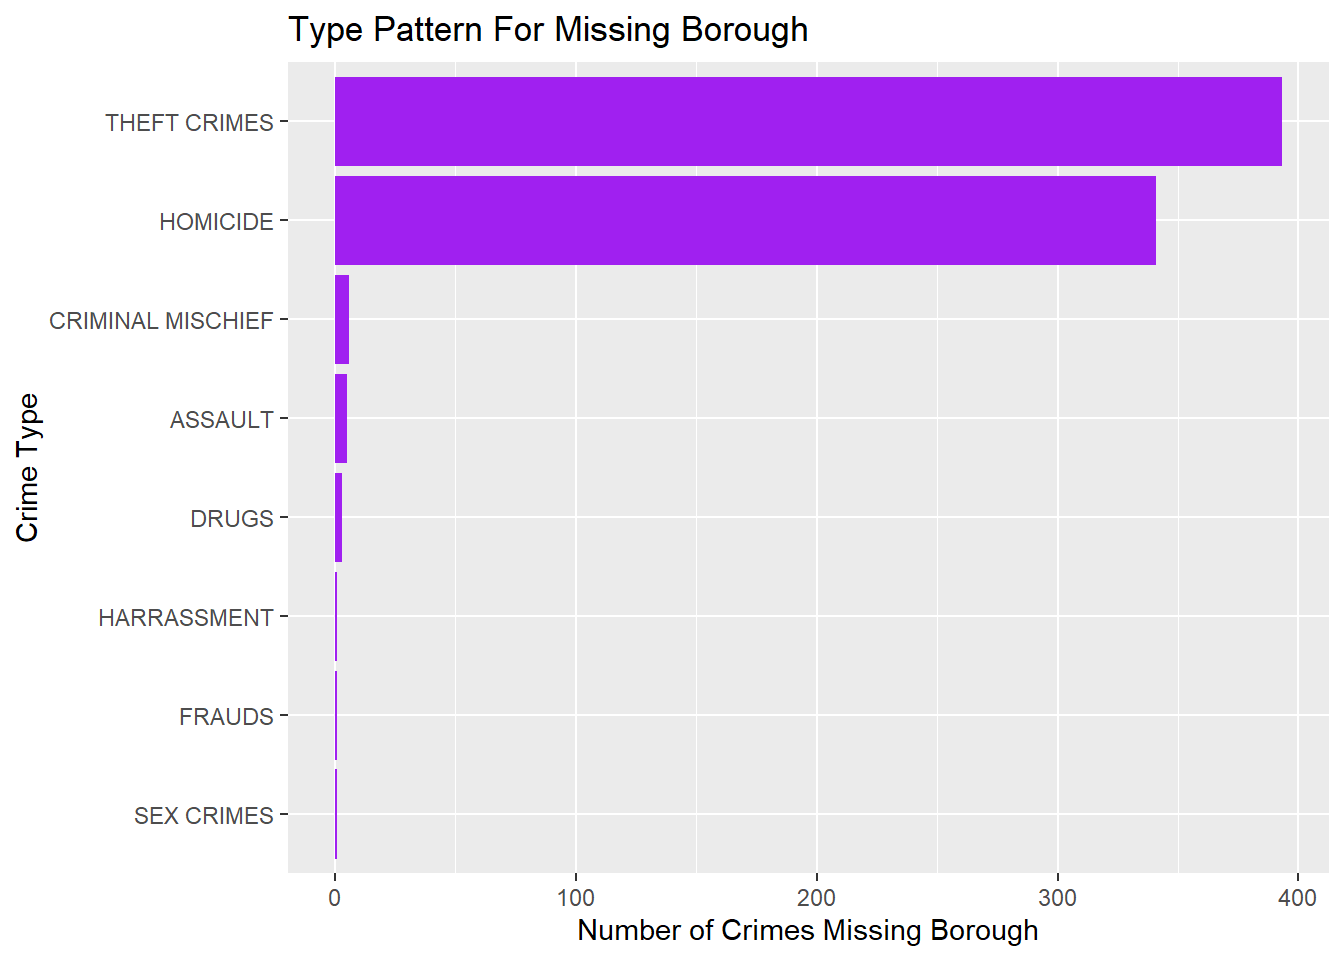 Type Pattern For Missing Borough
THEFT CRIMES
HOMICIDE
CRIMINAL MISCHIEF
ASSAULT
DRUGS
HARRASSMENT
FRAUDS
SEX CRIMES
Crime Type
0 100 200 300 400
Number of Crimes Missing Borough